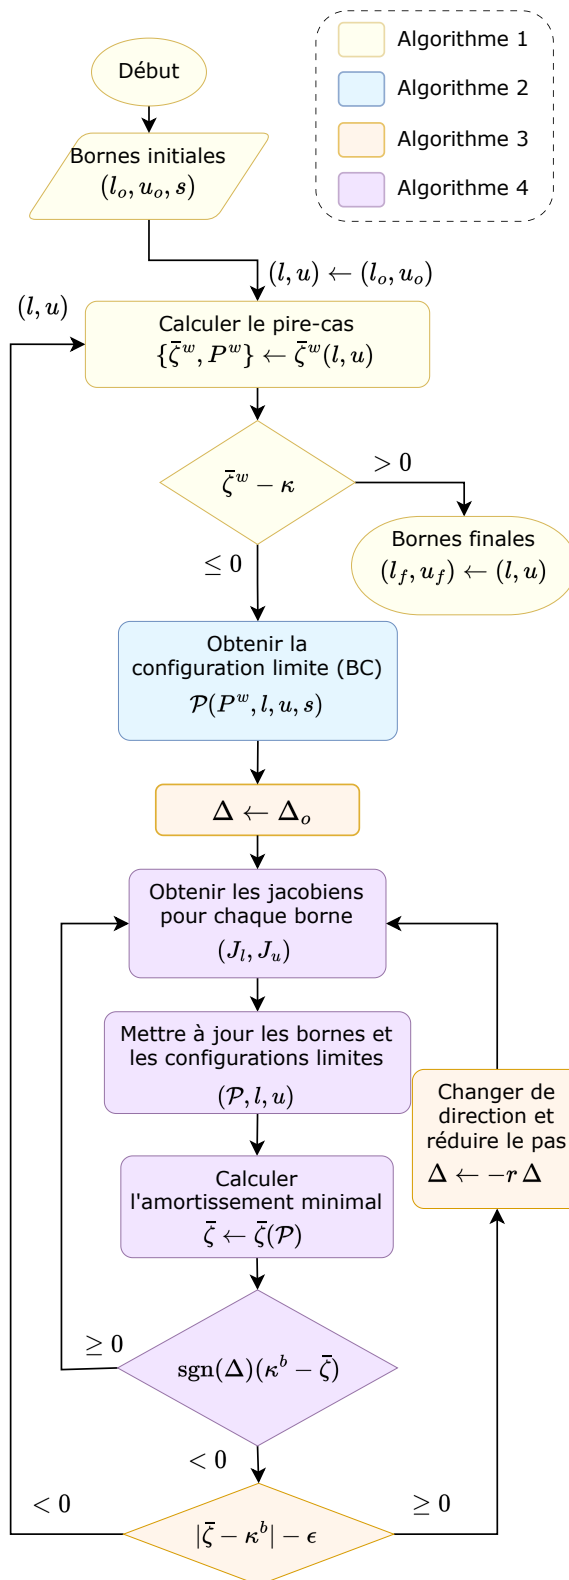 Algorithme 1
Algorithme 2
Algorithme 3
Algorithme 4
Début
Bornes initiales
(l_o, u_o, s)
(l, u) ← (l_o, u_o)
(l, u)
Calculer le pire-cas
{ζ̄^w, P^w} ← ζ̄^w(l, u)
ζ̄^w − κ
> 0
≤ 0
Bornes finales
(l_f, u_f) ← (l, u)
Obtenir la
configuration limite (BC)
𝒫(P^w, l, u, s)
Δ ← Δ_o
Obtenir les jacobiens
pour chaque borne
(J_l, J_u)
Mettre à jour les bornes et
les configurations limites
(𝒫, l, u)
Changer de
direction et
réduire le pas
Δ ← −r Δ
Calculer
l'amortissement minimal
ζ̄ ← ζ̄(𝒫)
≥ 0
sgn(Δ)(κ^b − ζ̄)
< 0
< 0
|ζ̄ − κ^b| − ϵ
≥ 0